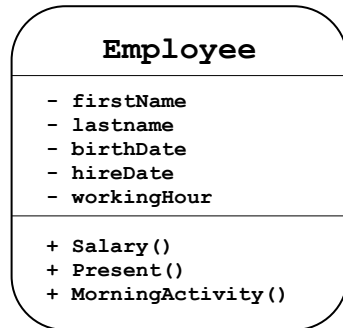 Employee
- firstName
- lastname
- birthDate
- hireDate
- workingHour
+ Salary()
+ Present()
+ MorningActivity()